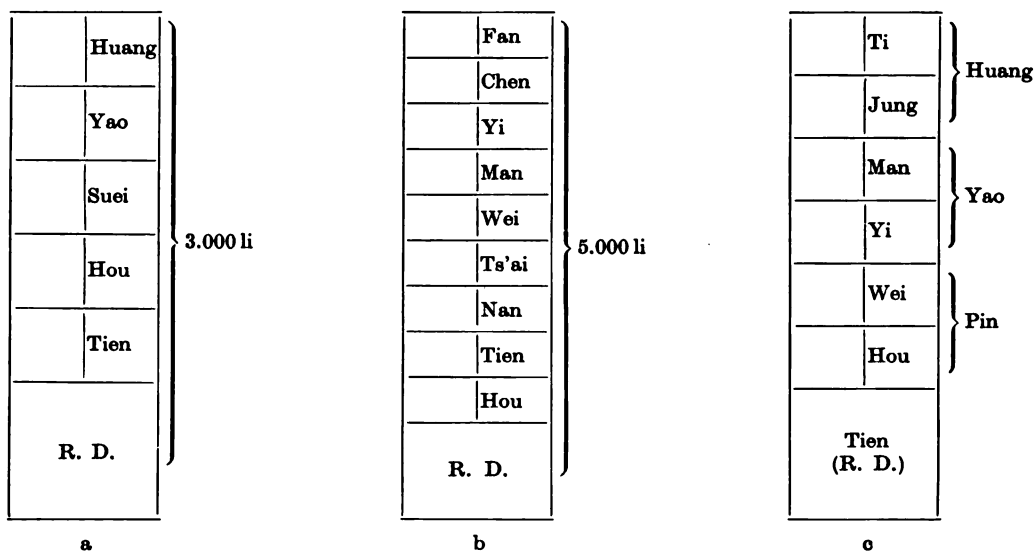 Huang
Yao
Suei
Hou
Tien
R. D.
3.000 li
a
Fan
Chen
Yi
Man
Wei
Ts'ai
Nan
Tien
Hou
R. D.
5.000 li
b
Ti
Jung
Man
Yi
Wei
Hou
Tien
(R. D.)
Huang
Yao
Pin
c